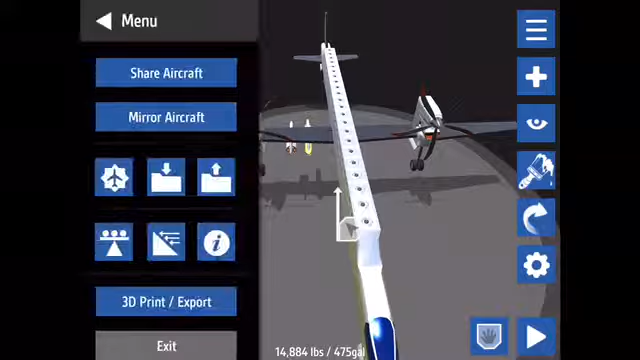 Menu
Share Aircraft
Mirror Aircraft
3D Print / Export
Exit
14,884 lbs / 475gal